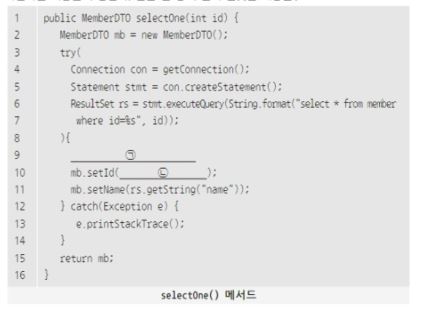 1 public MemberDTO selectOne(int id) {
2 MemberDTO mb = new MemberDTO();
3 try(
4 Connection con = getConnection();
5 Statement stmt = con.createStatement();
6 ResultSet rs = stmt.executeQuery(String.format("select * from member
7 where id=%s", id));
8 ){
9 ㉠
10 mb.setId( ㉡ );
11 mb.setName(rs.getString("name"));
12 } catch(Exception e) {
13 e.printStackTrace();
14 }
15 return mb;
16 }
selectOne() 메서드